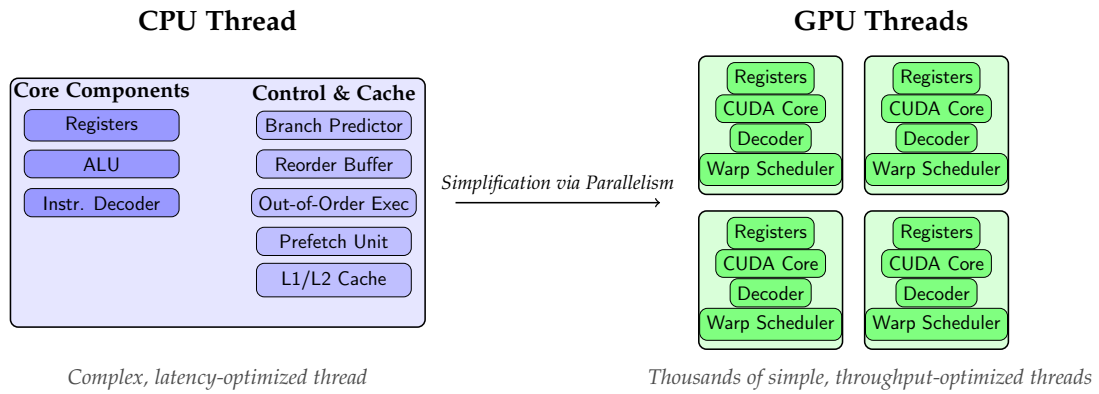 CPU Thread
GPU Threads
Core Components
Registers
ALU
Instr. Decoder
Control & Cache
Branch Predictor
Reorder Buffer
Out-of-Order Exec
Prefetch Unit
L1/L2 Cache
Simplification via Parallelism
Registers
CUDA Core
Decoder
Warp Scheduler
Registers
CUDA Core
Decoder
Warp Scheduler
Registers
CUDA Core
Decoder
Warp Scheduler
Registers
CUDA Core
Decoder
Warp Scheduler
Complex, latency-optimized thread
Thousands of simple, throughput-optimized threads